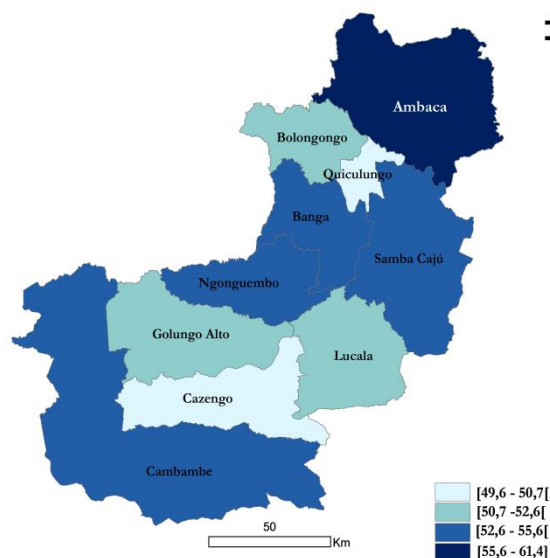 Ambaca
Bolongongo
Quiculungo
Banga
Samba Cajú
Ngonguembo
Golungo Alto
Lucala
Cazengo
Cambambe
50
Km
[49,6 - 50,7[
[50,7 -52,6[
[52,6 - 55,6[
[55,6 - 61,4]